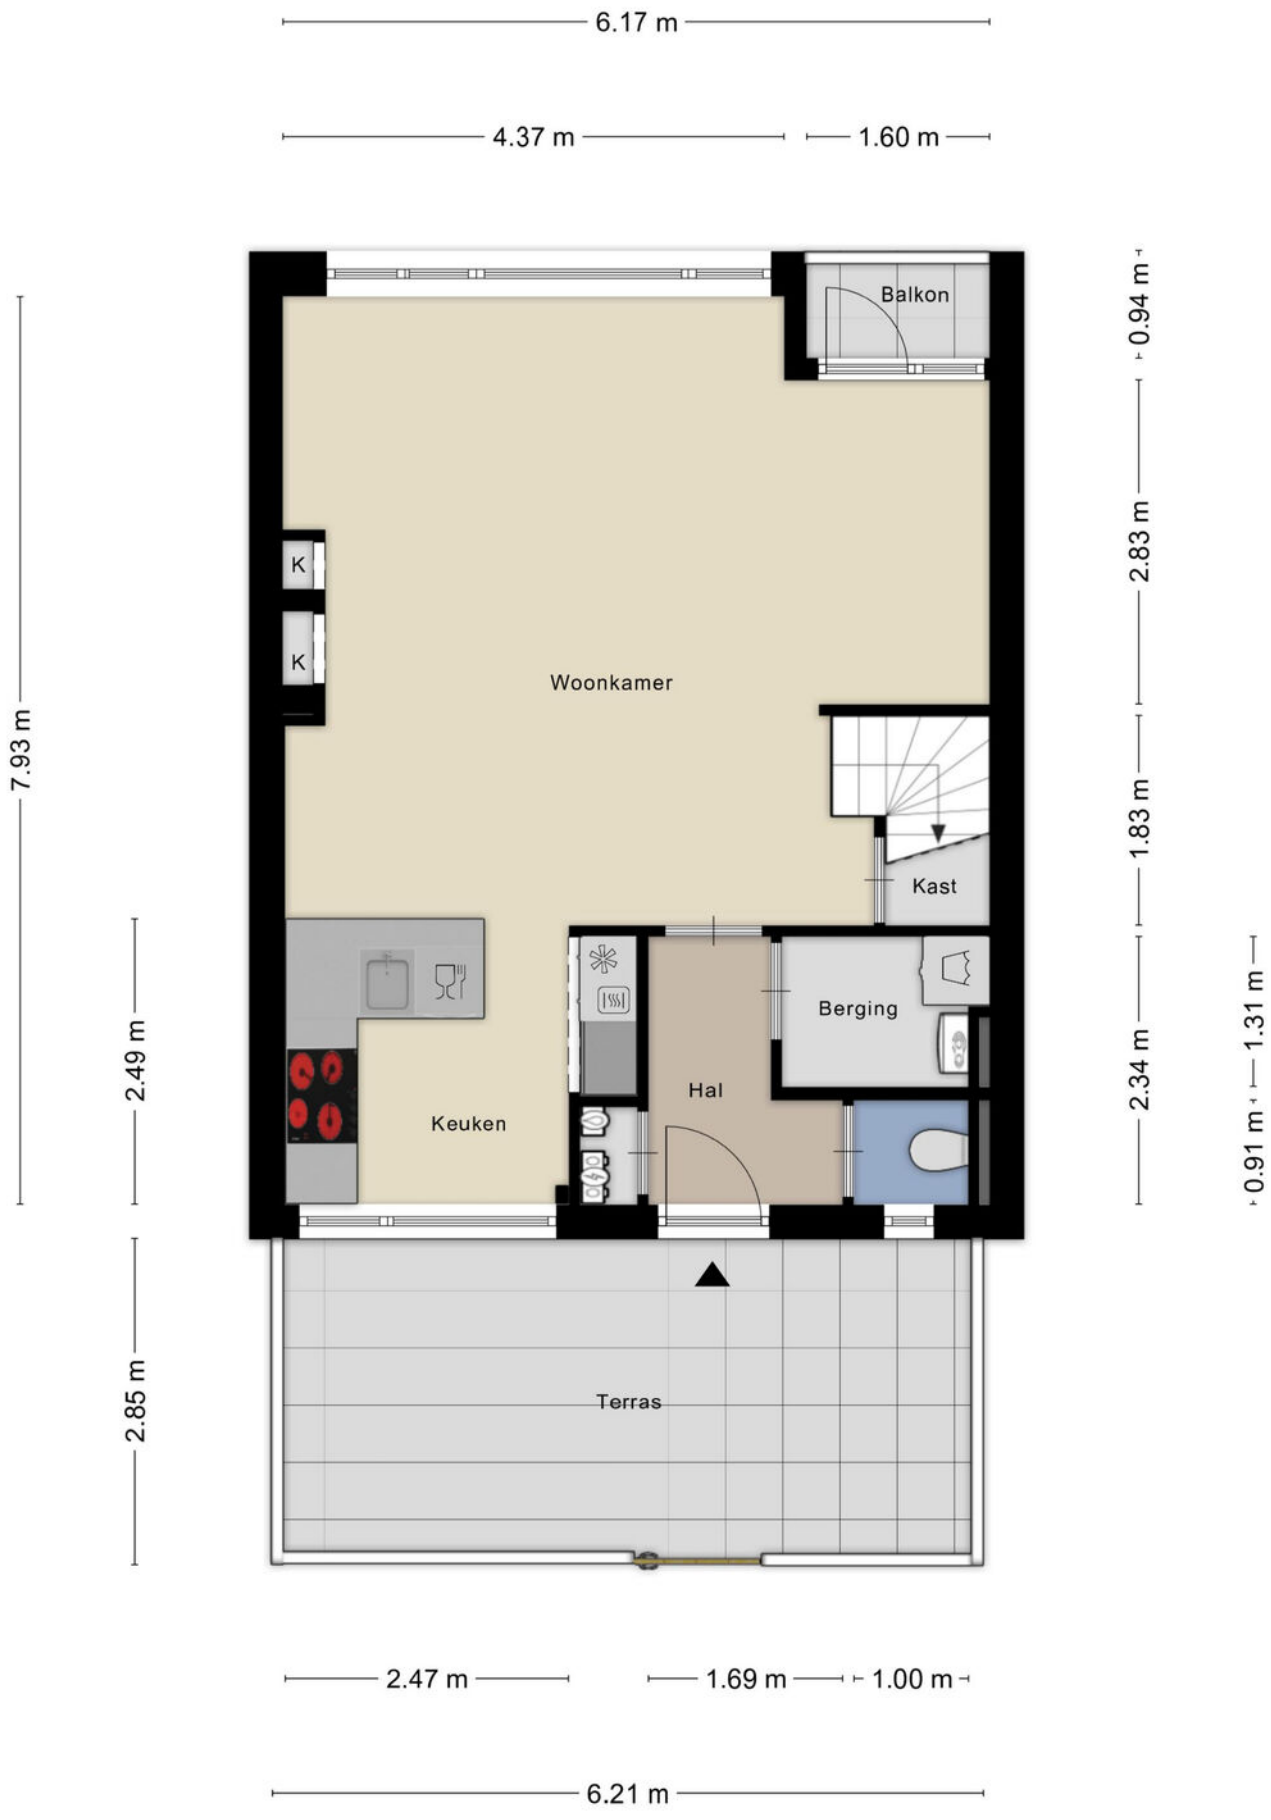 6.17 m
4.37 m
1.60 m
Balkon
0.94 m
2.83 m
K
K
Woonkamer
7.93 m
1.83 m
Kast
Berging
1.31 m
2.49 m
2.34 m
Hal
Keuken
0.91 m
2.85 m
Terras
2.47 m
1.69 m
1.00 m
6.21 m